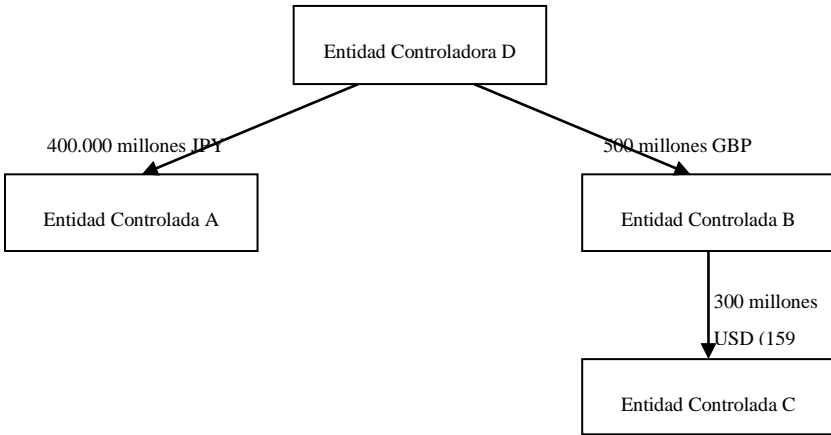 Entidad Controladora D
400.000 millones JPY
500 millones GBP
Entidad Controlada A
Entidad Controlada B
300 millones
USD (159
Entidad Controlada C